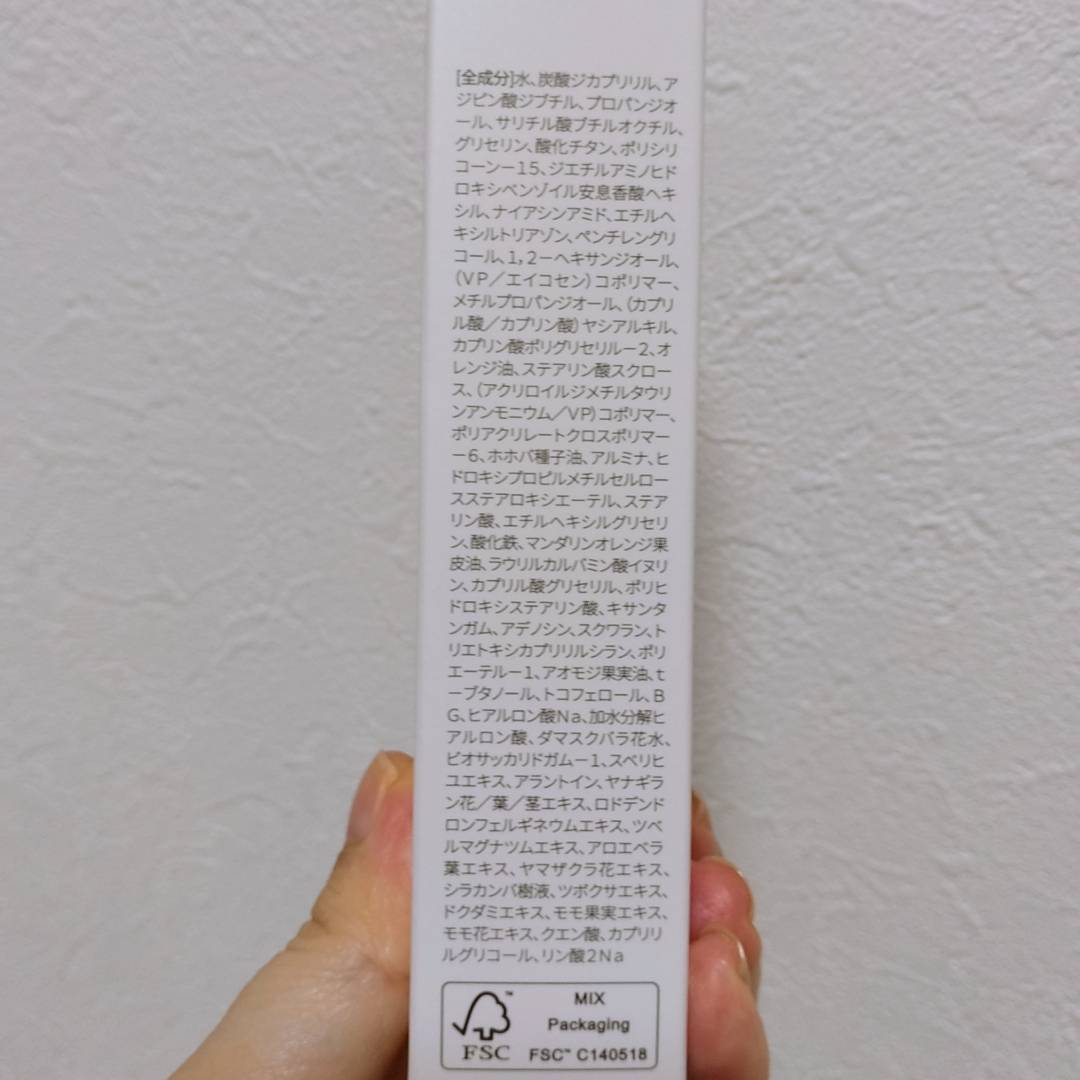 [全成分]水、炭酸ジカプリリル、ア
ジピン酸ジブチル、プロパンジオ
ール、サリチル酸ブチルオクチル、
グリセリン、酸化チタン、ポリシリ
コーンー15、ジエチルアミノヒド
ロキシベンゾイル安息香酸ヘキ
シル、ナイアシンアミド、エチルヘ
キシルトリアゾン、ペンチレングリ
コール、1,2ーヘキサンジオール、
(VP/エイコセン)コポリマー、
メチルプロパンジオール、(カプリ
ル酸/カプリン酸)ヤシアルキル、
カプリン酸ポリグリセリルー2、オ
レンジ油、ステアリン酸スクロー
ス、(アクリロイルジメチルタウリ
ンアンモニウム/VP)コポリマー、
ポリアクリレートクロスポリマー
ー6、ホホバ種子油、アルミナ、ヒ
ドロキシプロピルメチルセルロー
スステアロキシエーテル、ステア
リン酸、エチルヘキシルグリセリ
ン、酸化鉄、マンダリンオレンジ果
皮油、ラウリルカルバミン酸イヌリ
ン、カプリル酸グリセリル、ポリヒ
ドロキシステアリン酸、キサンタ
ンガム、アデノシン、スクワラン、ト
リエトキシカプリリルシラン、ポリ
エーテルー1、アオモジ果実油、t
ーブタノール、トコフェロール、B
G、ヒアルロン酸Na、加水分解ヒ
アルロン酸、ダマスクバラ花水、
ビオサッカリドガムー1、スベリヒ
ユエキス、アラントイン、ヤナギラ
ン花/葉/茎エキス、ロドデンド
ロンフェルギネウムエキス、ツベ
ルマグナツムエキス、アロエベラ
葉エキス、ヤマザクラ花エキス、
シラカンバ樹液、ツボクサエキス、
ドクダミエキス、モモ果実エキス、
モモ花エキス、クエン酸、カプリリ
ルグリコール、リン酸2Na
MIX
Packaging
FSC™ C140518
FSC